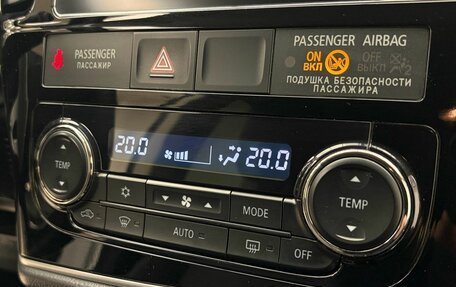 PASSENGER
ПАССАЖИР
PASSENGER AIRBAG
ON OFF
ВКЛ ВЫКЛ
ПОДУШКА БЕЗОПАСНОСТИ
ПАССАЖИРА
20.0
20.0
TEMP
TEMP
MODE
AUTO
OFF